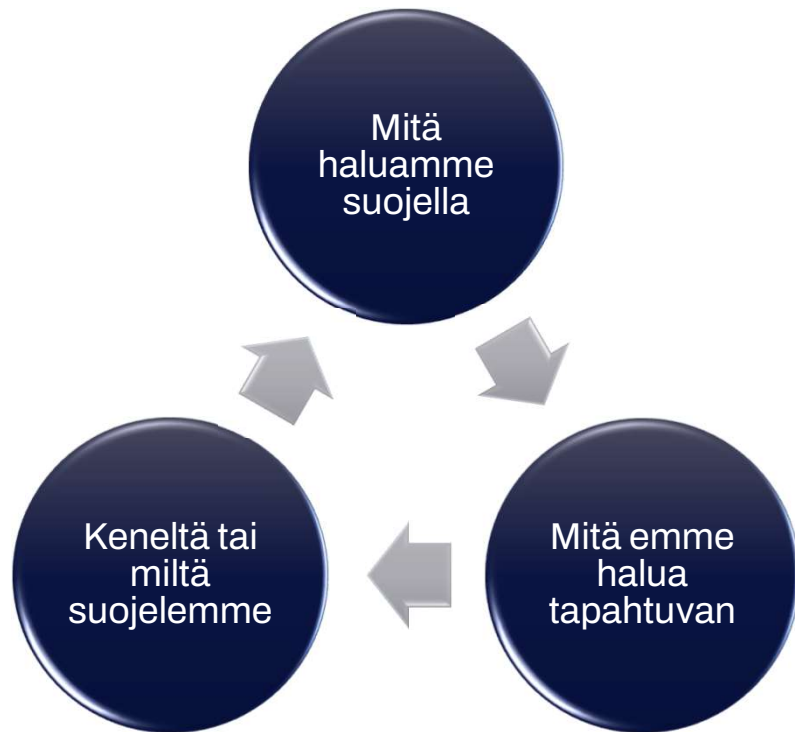 Mitä
haluamme
suojella
Keneltä tai
miltä
suojelemme
Mitä emme
halua
tapahtuvan